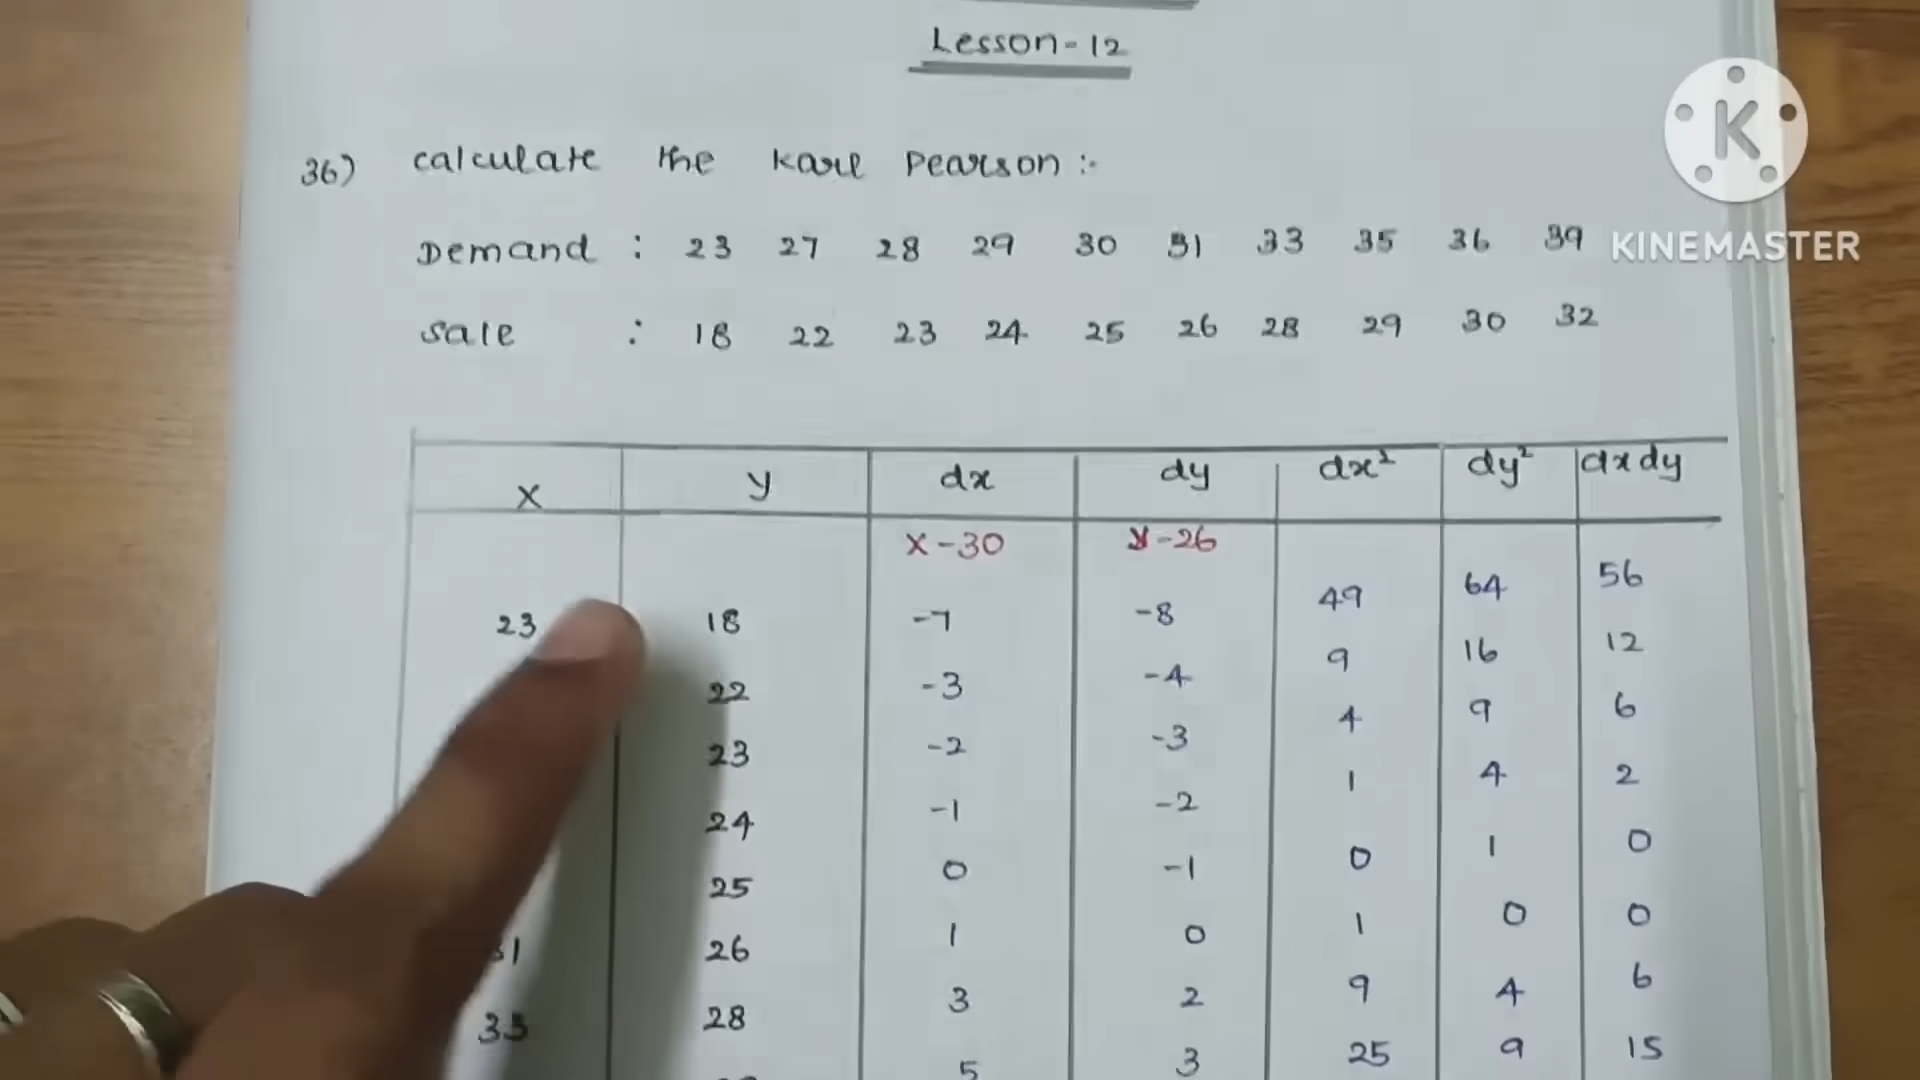 Lesson-12
36) Calculate the Karl Pearson :-
Demand : 23 27 28 29 30 31 33 35 36 39
KINEMASTER
Sale : 18 22 23 24 25 26 28 29 30 32
X y dx dy dx² dy² dxdy
X-30 y-26
23 18 -7 -8 49 64 56
22 -3 -4 9 16 12
23 -2 -3 4 9 6
24 -1 -2 1 4 2
25 0 -1 0 1 0
31 26 1 0 1 0 0
33 28 3 2 9 4 6
5 3 25 9 15